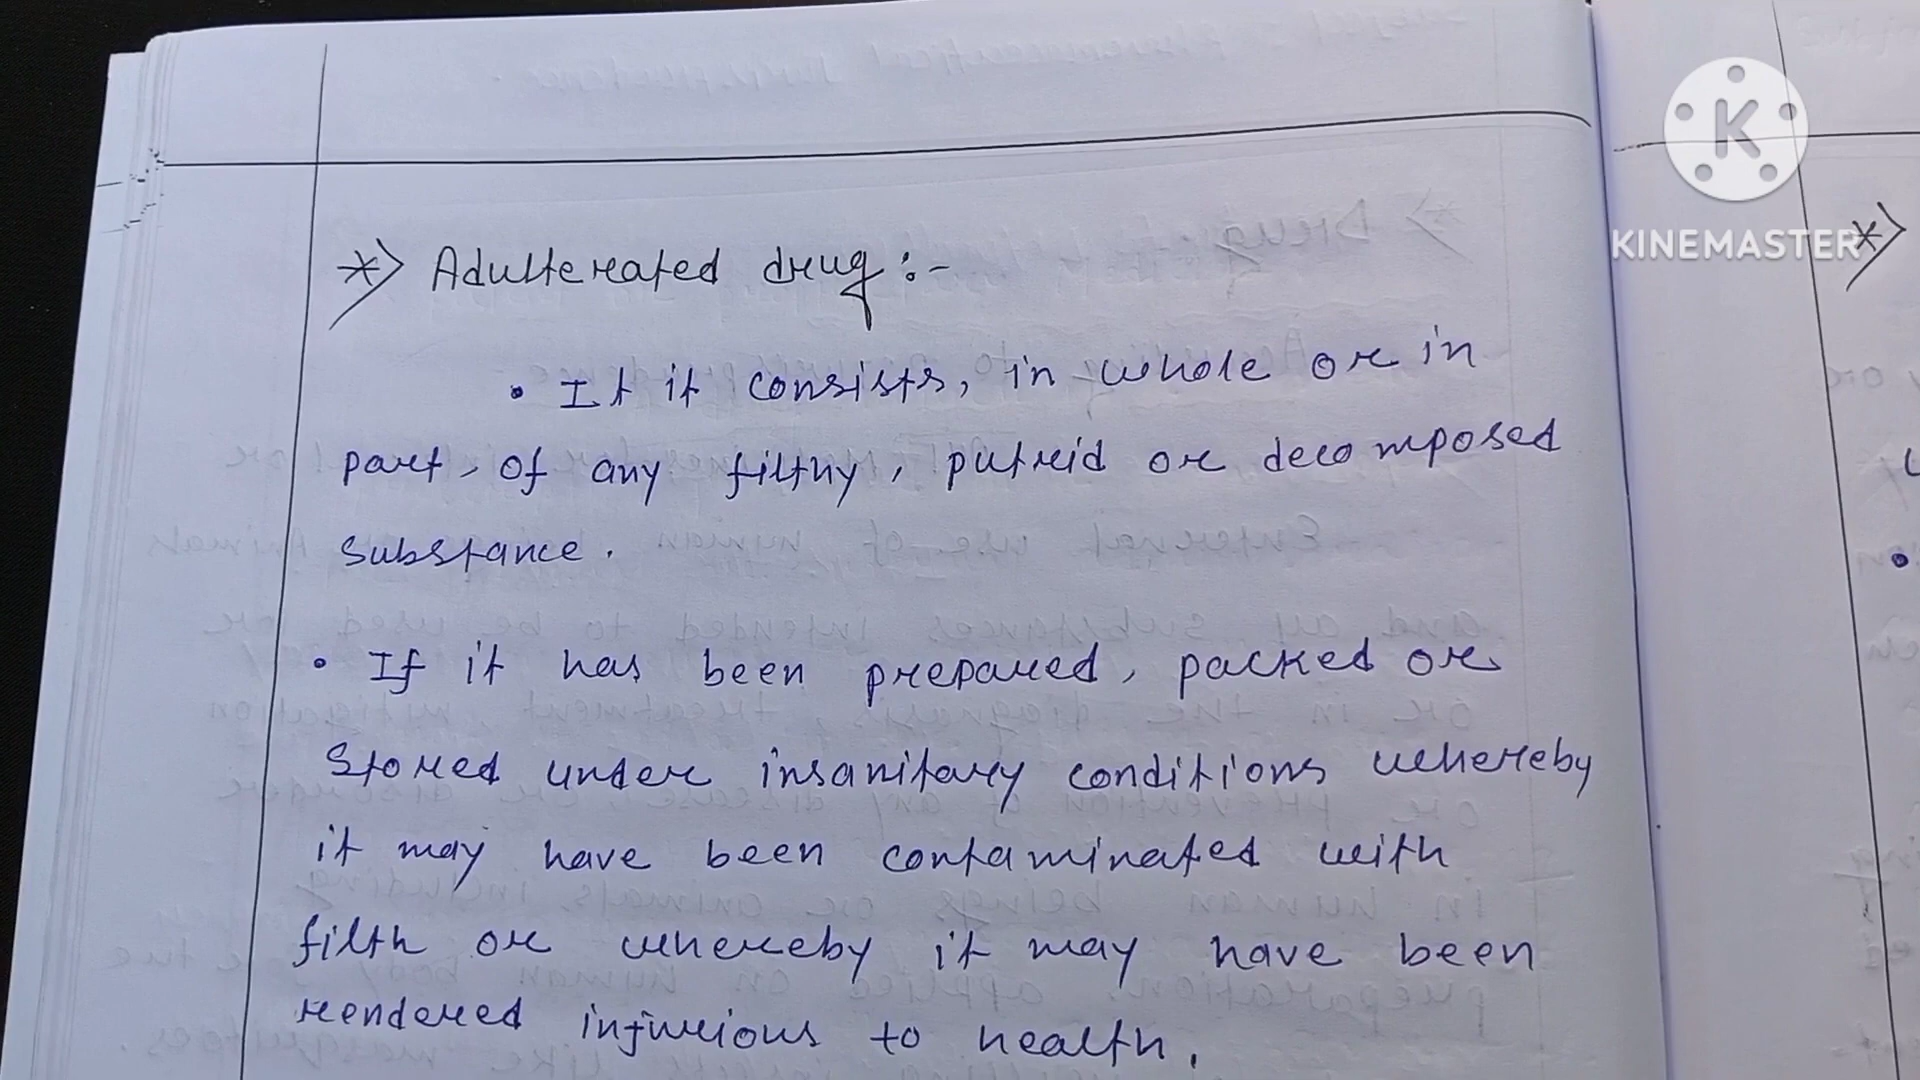 *> Adulterated drug :-
• It it consists, in whole or in
part, of any filthy, putrid or decomposed
substance.
• If it has been prepared, packed or
stored under insanitary conditions whereby
it may have been contaminated with
filth or whereby it may have been
rendered injurious to health.
K
KINEMASTER
*>
or